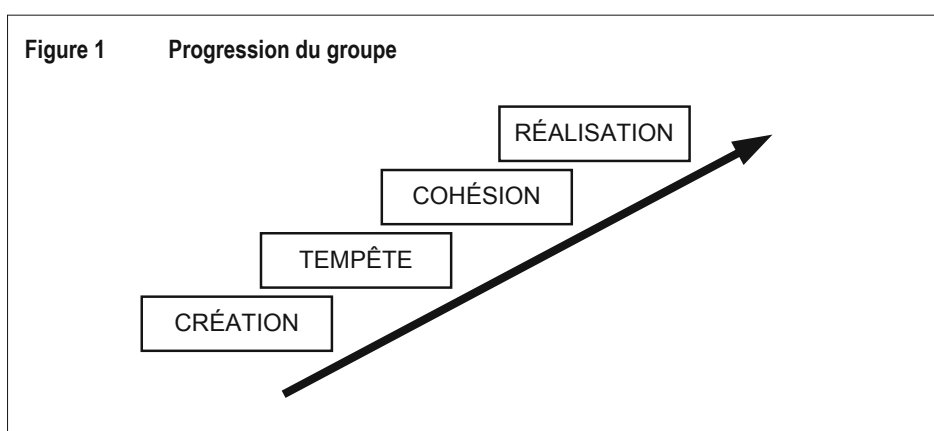 Figure 1 Progression du groupe
RÉALISATION
COHÉSION
TEMPÊTE
CRÉATION